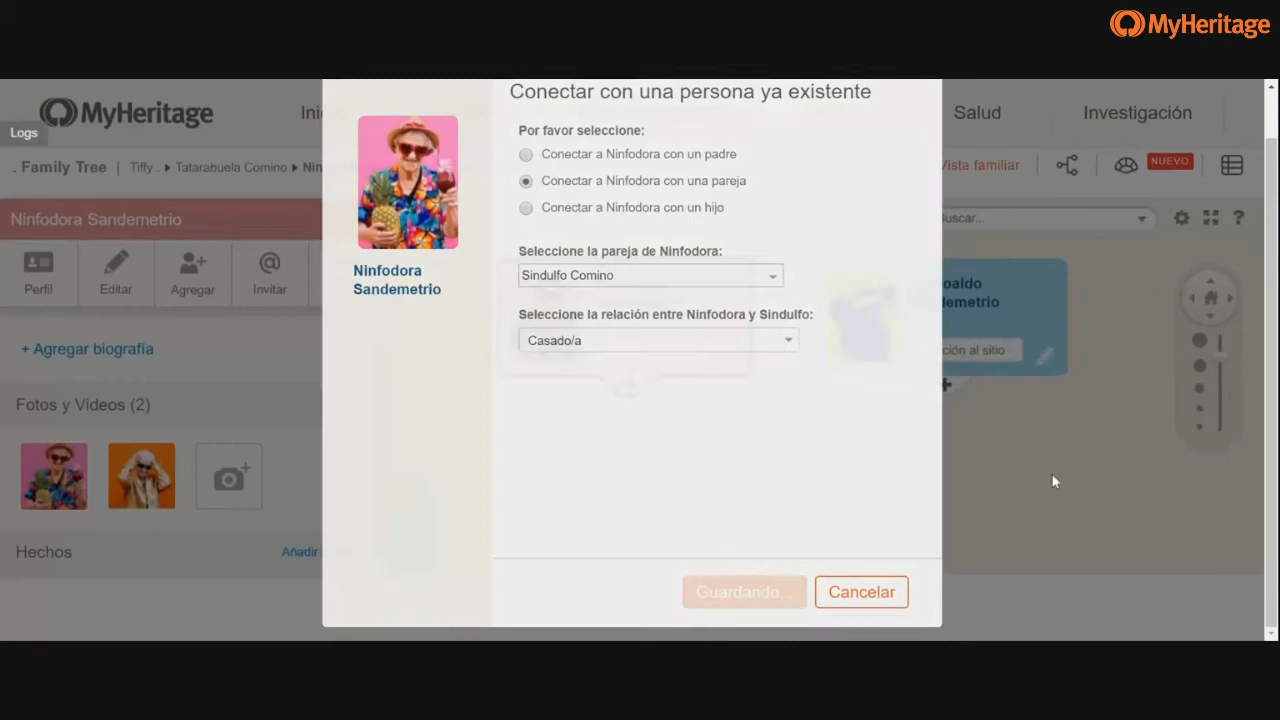 MyHeritage
Conectar con una persona ya existente
MyHeritage
Salud
Investigación
Logs
Por favor seleccione:
. Family Tree | Tiffy . Tatarabuela Comino
Conectar a Ninfodora con un padre
Vista familiar
NUEVO
Conectar a Ninfodora con una pareja
Conectar a Ninfodora con un hijo
Ninfodora Sandemetrio
Seleccione la pareja de Ninfodora:
Sindulfo Comino
Ninfodora
Sandemetrio
Perfil
Editar
Agregar
Invitar
Seleccione la relación entre Ninfodora y Sindulfo:
Casado/a
+ Agregar biografía
Fotos y Videos (2)
Hechos
Añadir
Guardando...
Cancelar